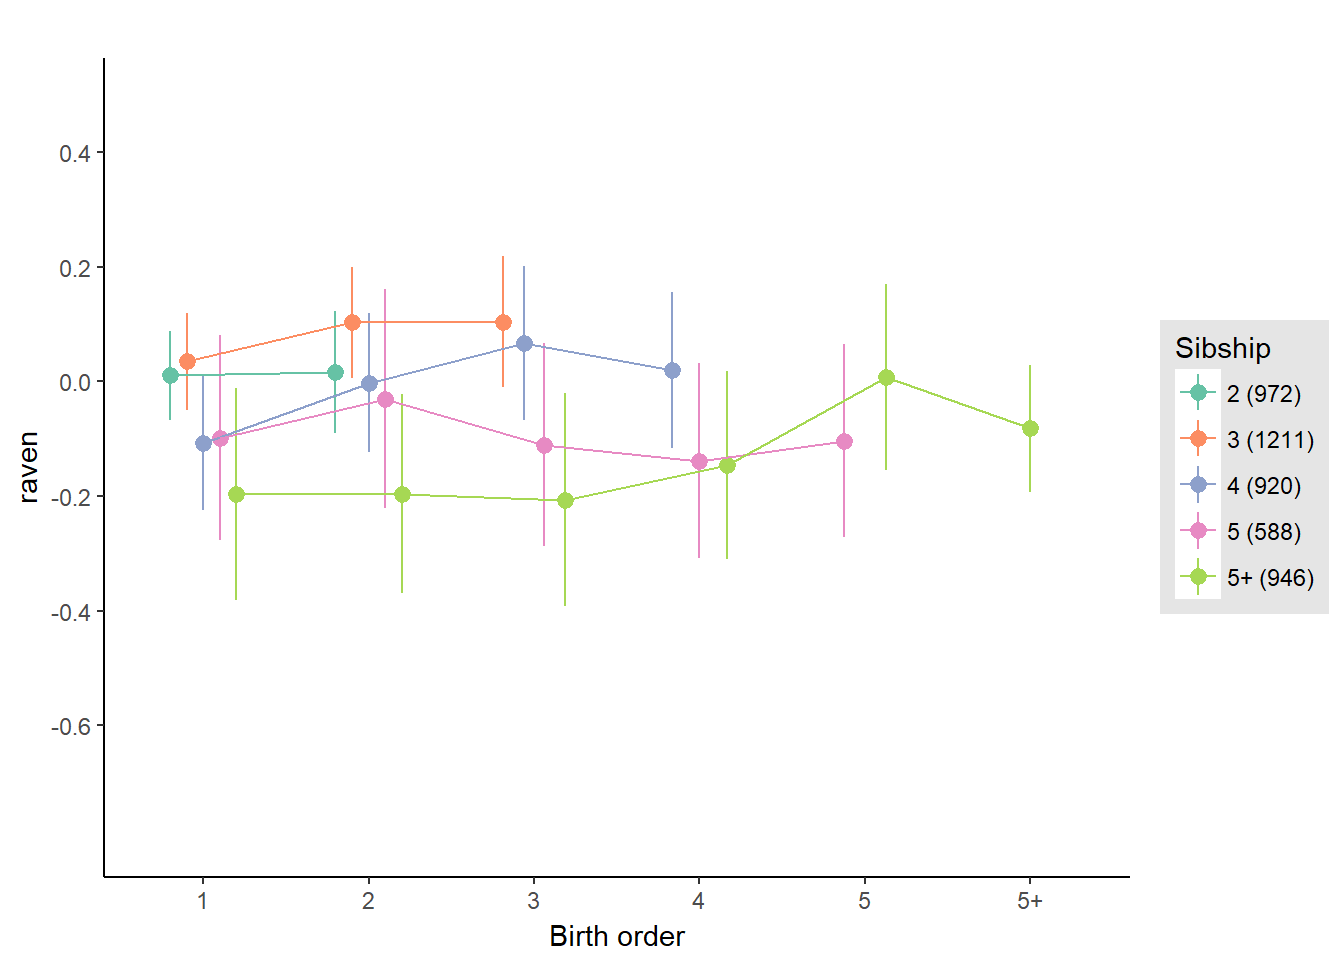 0.4
0.2
0.0
-0.2
-0.4
-0.6
raven
1 2 3 4 5 5+
Birth order
Sibship
2 (972)
3 (1211)
4 (920)
5 (588)
5+ (946)